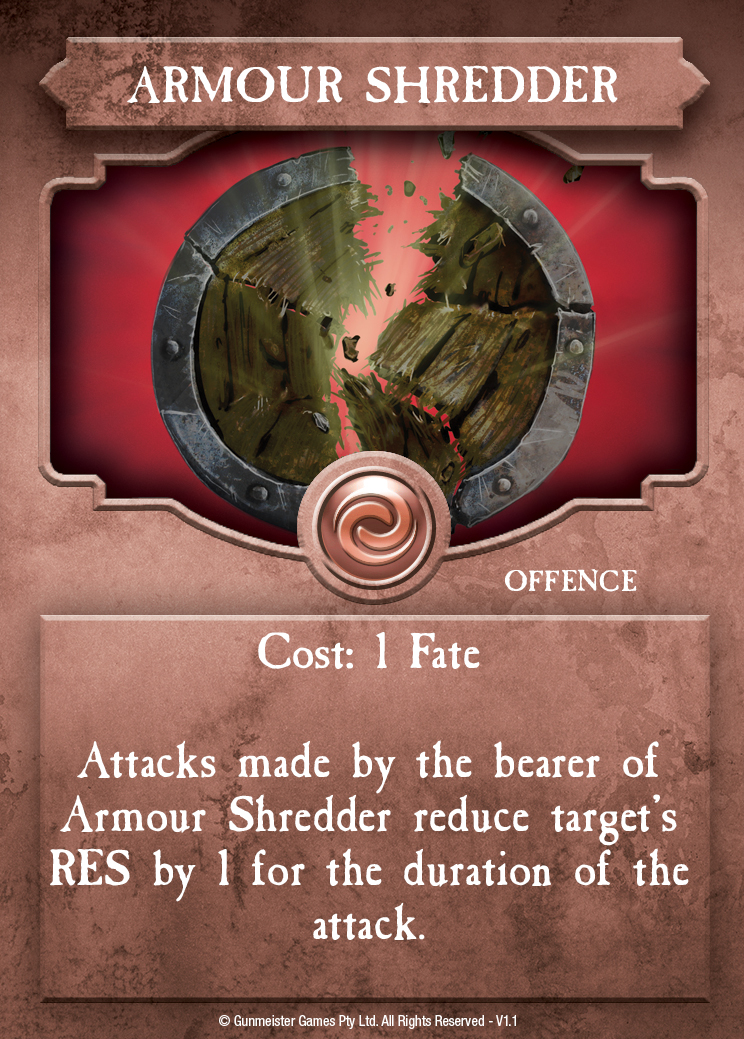 ARMOUR SHREDDER
OFFENCE
Cost: 1 Fate
Attacks made by the bearer of
Armour Shredder reduce target's
RES by 1 for the duration of the
attack.
© Gunmeister Games Pty Ltd. All Rights Reserved - V1.1